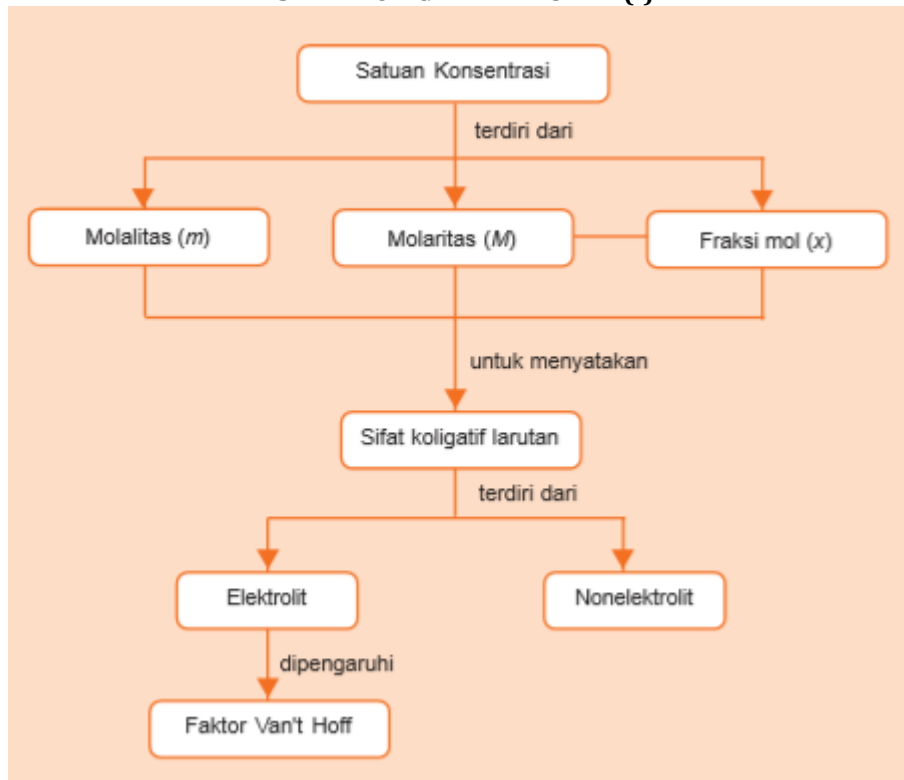 Satuan Konsentrasi
terdiri dari
Molalitas (m)
Molaritas (M)
Fraksi mol (x)
untuk menyatakan
Sifat koligatif larutan
terdiri dari
Elektrolit
Nonelektrolit
dipengaruhi
Faktor Van't Hoff